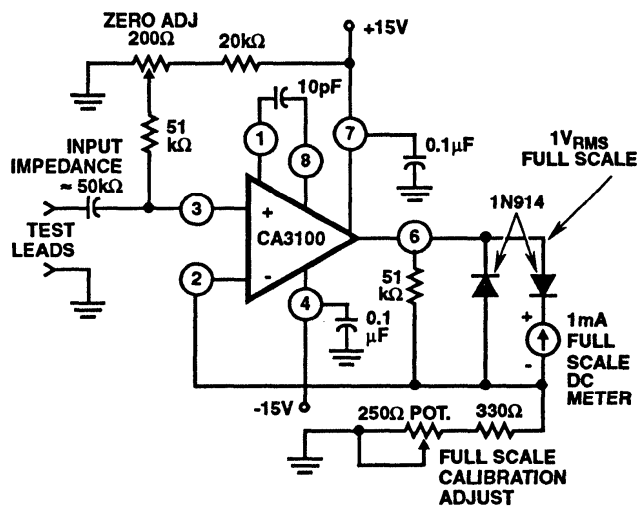 ZERO ADJ
200Ω
20kΩ
+15V
10pF
51
kΩ
1
8
7
0.1μF
1VRMS
FULL SCALE
INPUT
IMPEDANCE
≈ 50kΩ
1N914
3
+
CA3100
6
TEST
LEADS
2
-
4
51
kΩ
0.1
μF
+
-
1mA
FULL
SCALE
DC
METER
-15V
250Ω POT.
330Ω
FULL SCALE
CALIBRATION
ADJUST